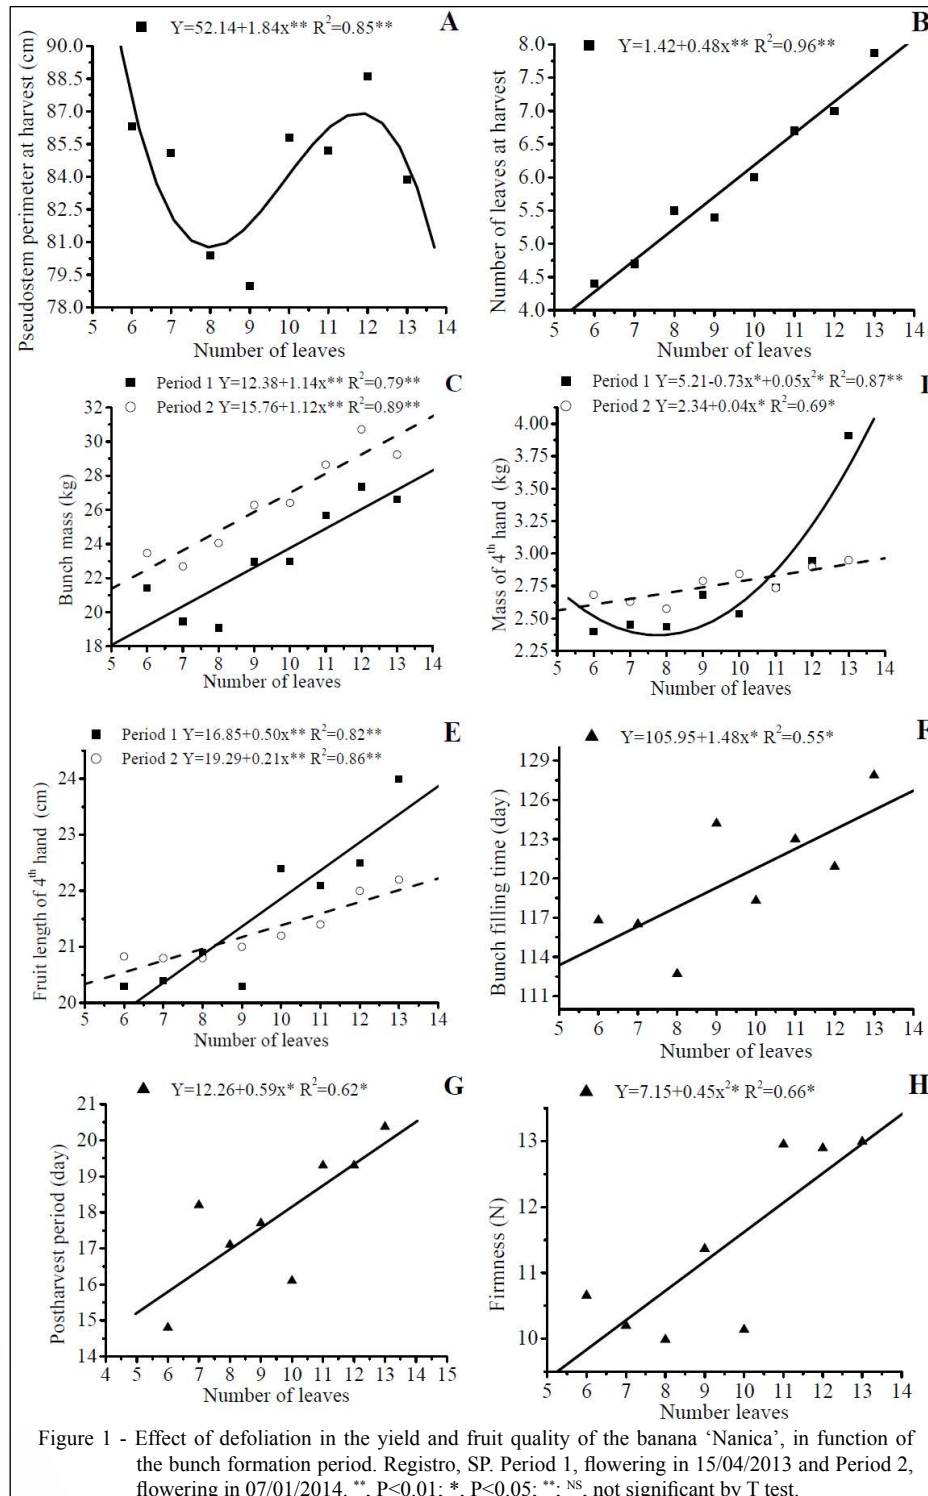 Y=52.14+1.84x** R²=0.85**
A
Pseudostem perimeter at harvest (cm)
90.0
88.5
87.0
85.5
84.0
82.5
81.0
79.5
78.0
5 6 7 8 9 10 11 12 13 14
Number of leaves
B
Y=1.42+0.48x** R²=0.96**
Number of leaves at harvest
8.0
7.0
6.0
5.5
5.0
4.5
4.0
5 6 7 8 9 10 11 12 13 14
Number of leaves
Period 1 Y=12.38+1.14x** R²=0.79**
C
Period 2 Y=15.76+1.12x** R²=0.89**
Bunch mass (kg)
32
30
28
26
24
22
20
18
5 6 7 8 9 10 11 12 13 14
Number of leaves
Period 1 Y=5.21-0.73x*+0.05x²* R²=0.87**
Period 2 Y=2.34+0.04x* R²=0.69*
Mass of 4th hand (kg)
4.00
3.75
3.00
2.75
2.50
2.25
5 6 7 8 9 10 11 12 13 14
Number of leaves
Period 1 Y=16.85+0.50x** R²=0.82**
E
Period 2 Y=19.29+0.21x** R²=0.86**
Fruit length of 4th hand (cm)
24
23
22
21
20
5 6 7 8 9 10 11 12 13 14
Number of leaves
F
Y=105.95+1.48x* R²=0.55*
Bunch filling time (day)
129
126
123
120
117
114
111
5 6 7 8 9 10 11 12 13 14
Number of leaves
Y=12.26+0.59x* R²=0.62*
G
Postharvest period (day)
21
20
19
18
17
16
15
14
4 5 6 7 8 9 10 11 12 13 14 15
Number of leaves
Y=7.15+0.45x²* R²=0.66*
H
Firmness (N)
13
12
11
10
5 6 7 8 9 10 11 12 13 14
Number leaves
Figure 1 - Effect of defoliation in the yield and fruit quality of the banana ‘Nanica’, in function of
the bunch formation period. Registro, SP. Period 1, flowering in 15/04/2013 and Period 2,
flowering in 07/01/2014. **, P<0.01; *, P<0.05; **; NS, not significant by T test.